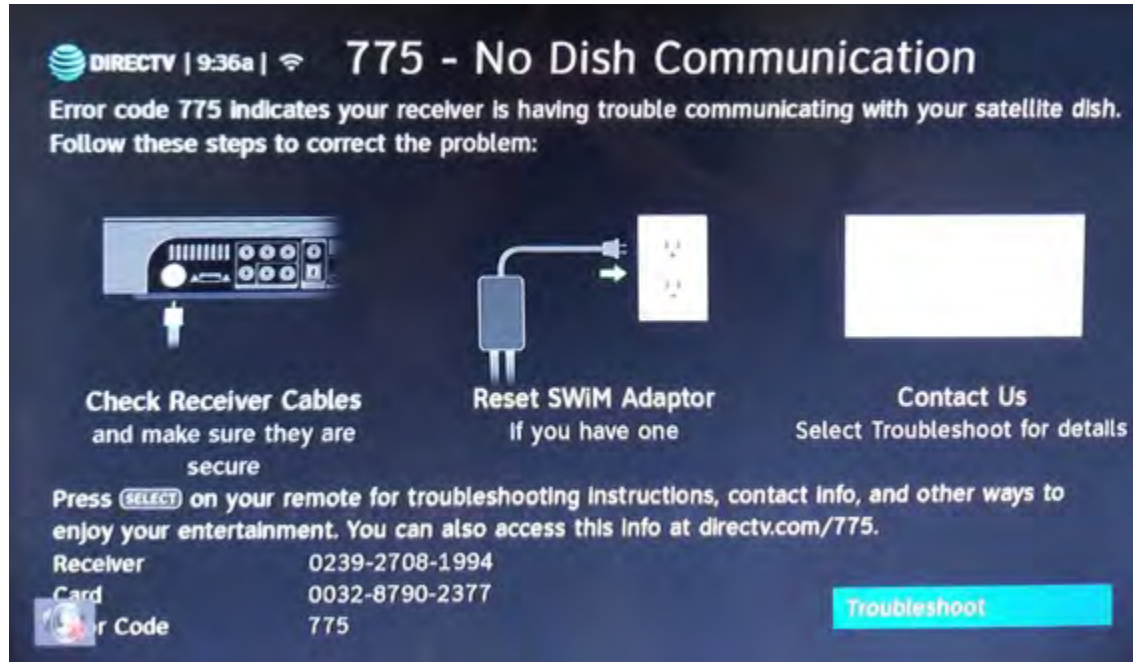 DIRECTV | 9:36a | 775 - No Dish Communication
Error code 775 indicates your receiver is having trouble communicating with your satellite dish.
Follow these steps to correct the problem:
Check Receiver Cables
and make sure they are
secure
Reset SWiM Adaptor
If you have one
Contact Us
Select Troubleshoot for details
Press SELECT on your remote for troubleshooting instructions, contact info, and other ways to
enjoy your entertainment. You can also access this info at directv.com/775.
Receiver 0239-2708-1994
Card 0032-8790-2377
r Code 775
Troubleshoot